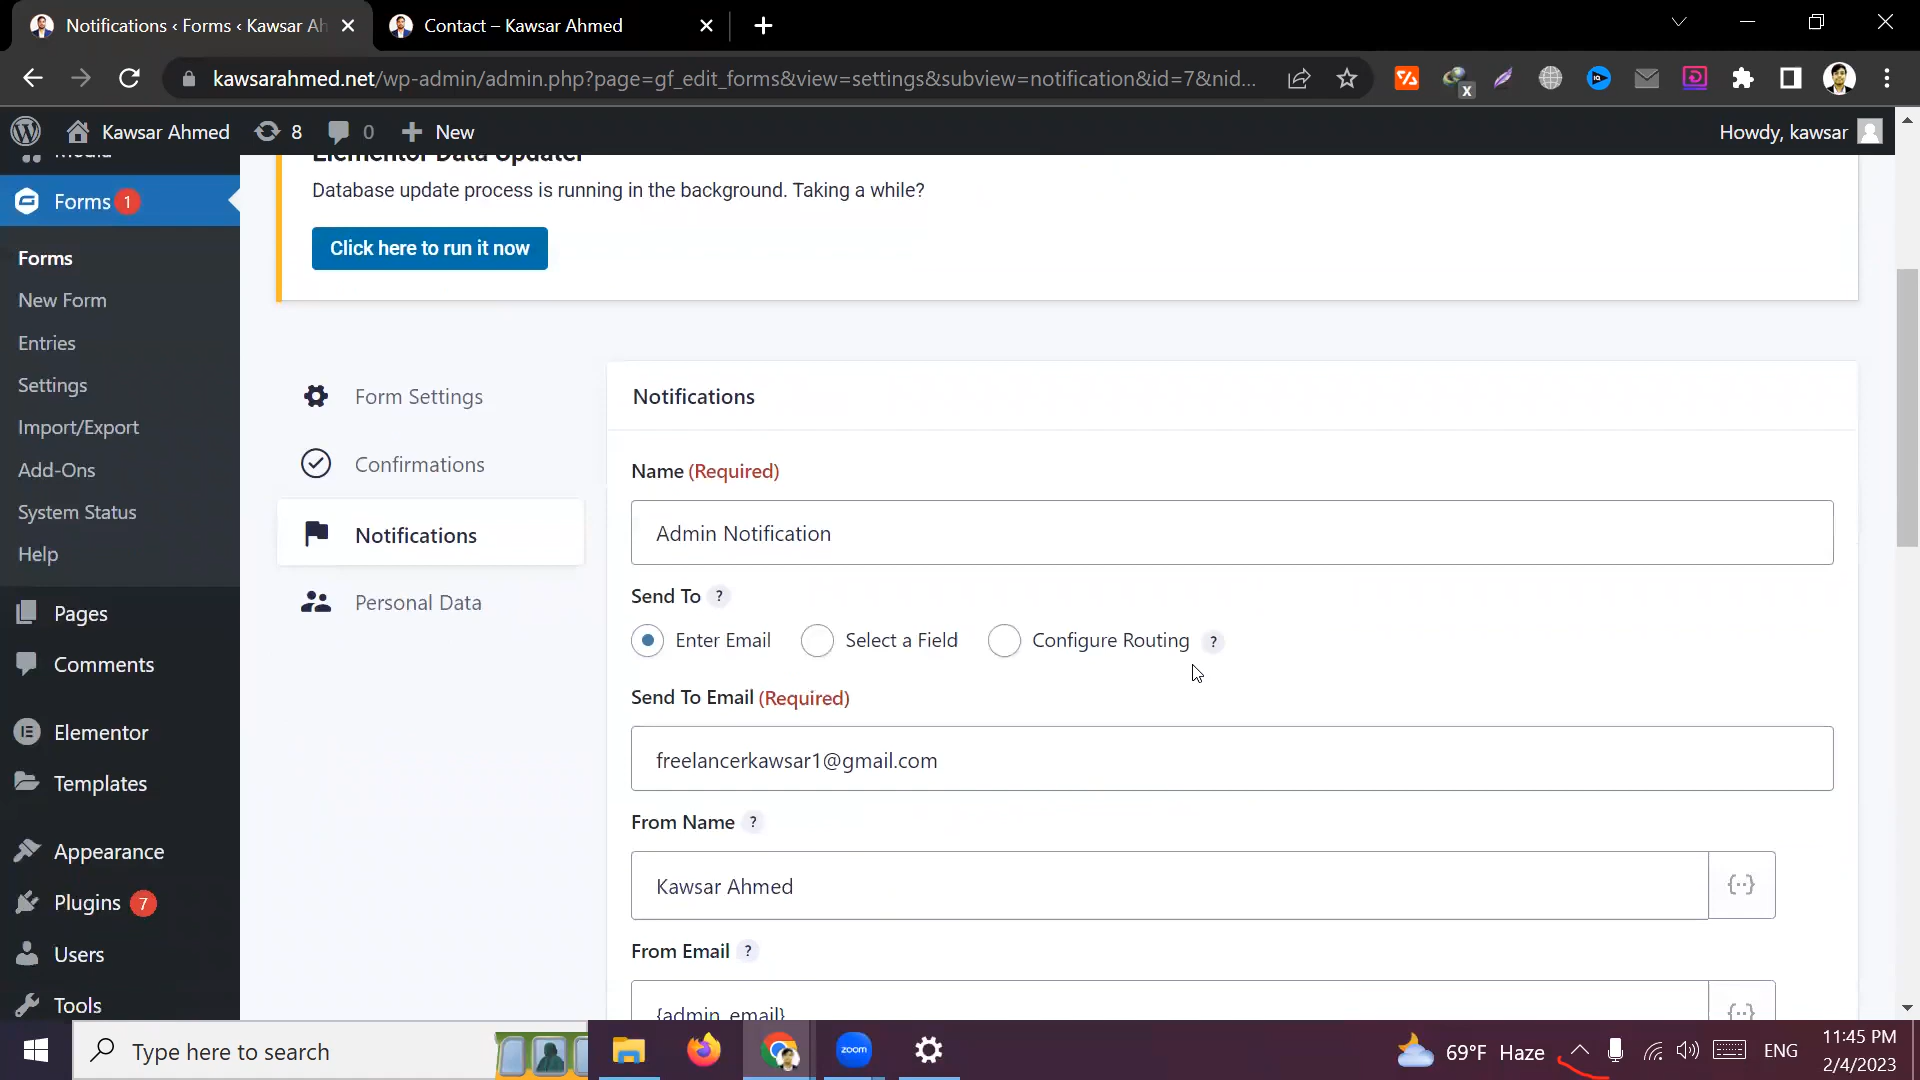 Notifications ‹ Forms ‹ Kawsar Ah
Contact – Kawsar Ahmed
kawsarahmed.net/wp-admin/admin.php?page=gf_edit_forms&view=settings&subview=notification&id=7&nid...
Kawsar Ahmed
8
0
New
Howdy, kawsar
Media
Elementor Data Updater
Database update process is running in the background. Taking a while?
Click here to run it now
Forms 1
Forms
New Form
Entries
Settings
Import/Export
Add-Ons
System Status
Help
Pages
Comments
Elementor
Templates
Appearance
Plugins 7
Users
Tools
Form Settings
Confirmations
Notifications
Personal Data
Notifications
Name (Required)
Admin Notification
Send To ?
Enter Email
Select a Field
Configure Routing ?
Send To Email (Required)
freelancerkawsar1@gmail.com
From Name ?
Kawsar Ahmed
From Email ?
{admin_email}
Type here to search
zoom
69°F Haze
ENG
11:45 PM
2/4/2023